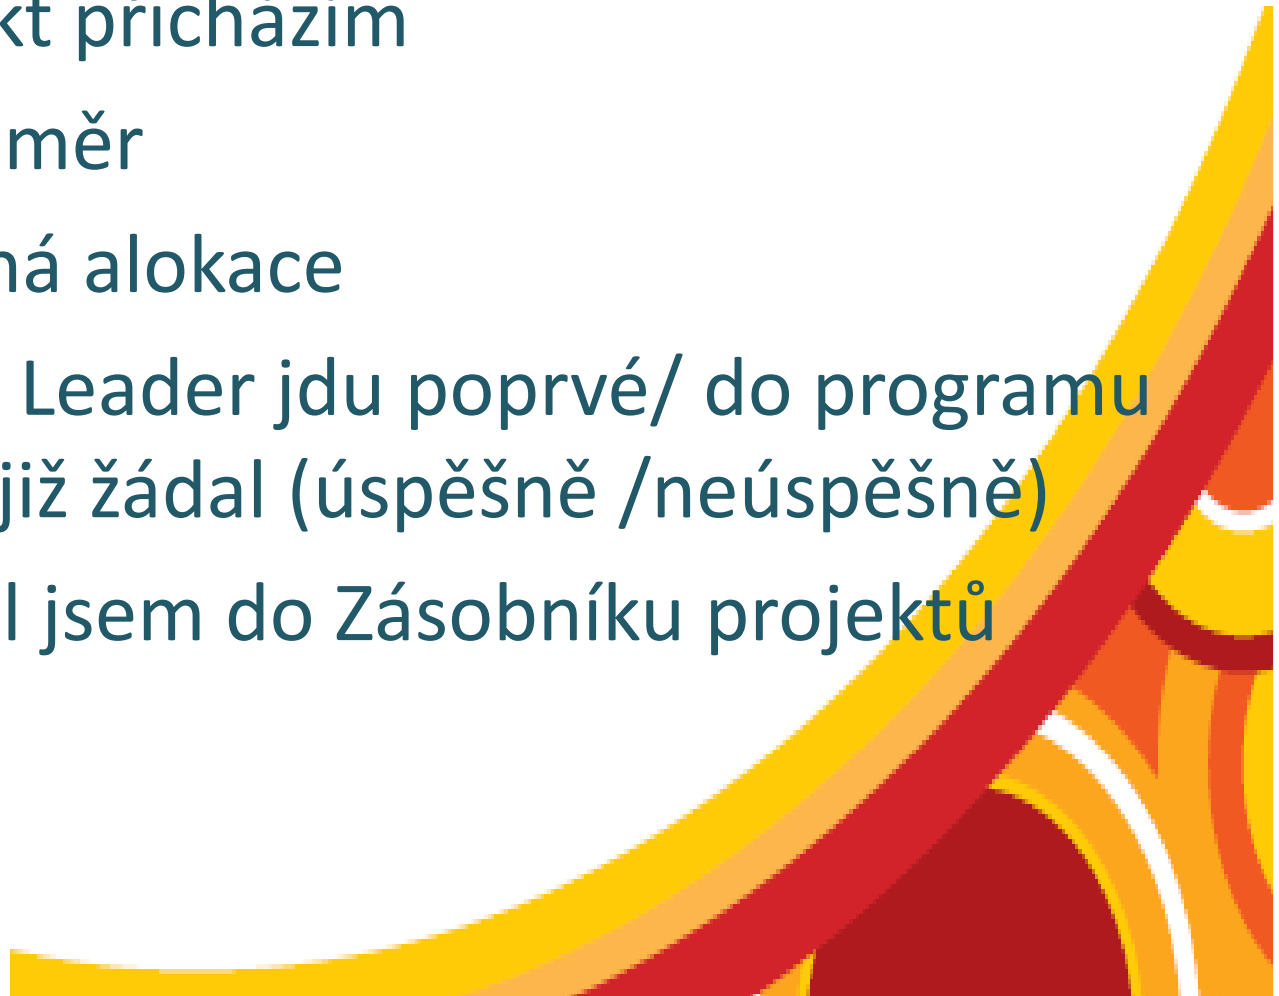 kt přicházím
měr
ná alokace
Leader jdu poprvé/ do programu
již žádal (úspěšně /neúspěšně)
l jsem do Zásobníku projektů